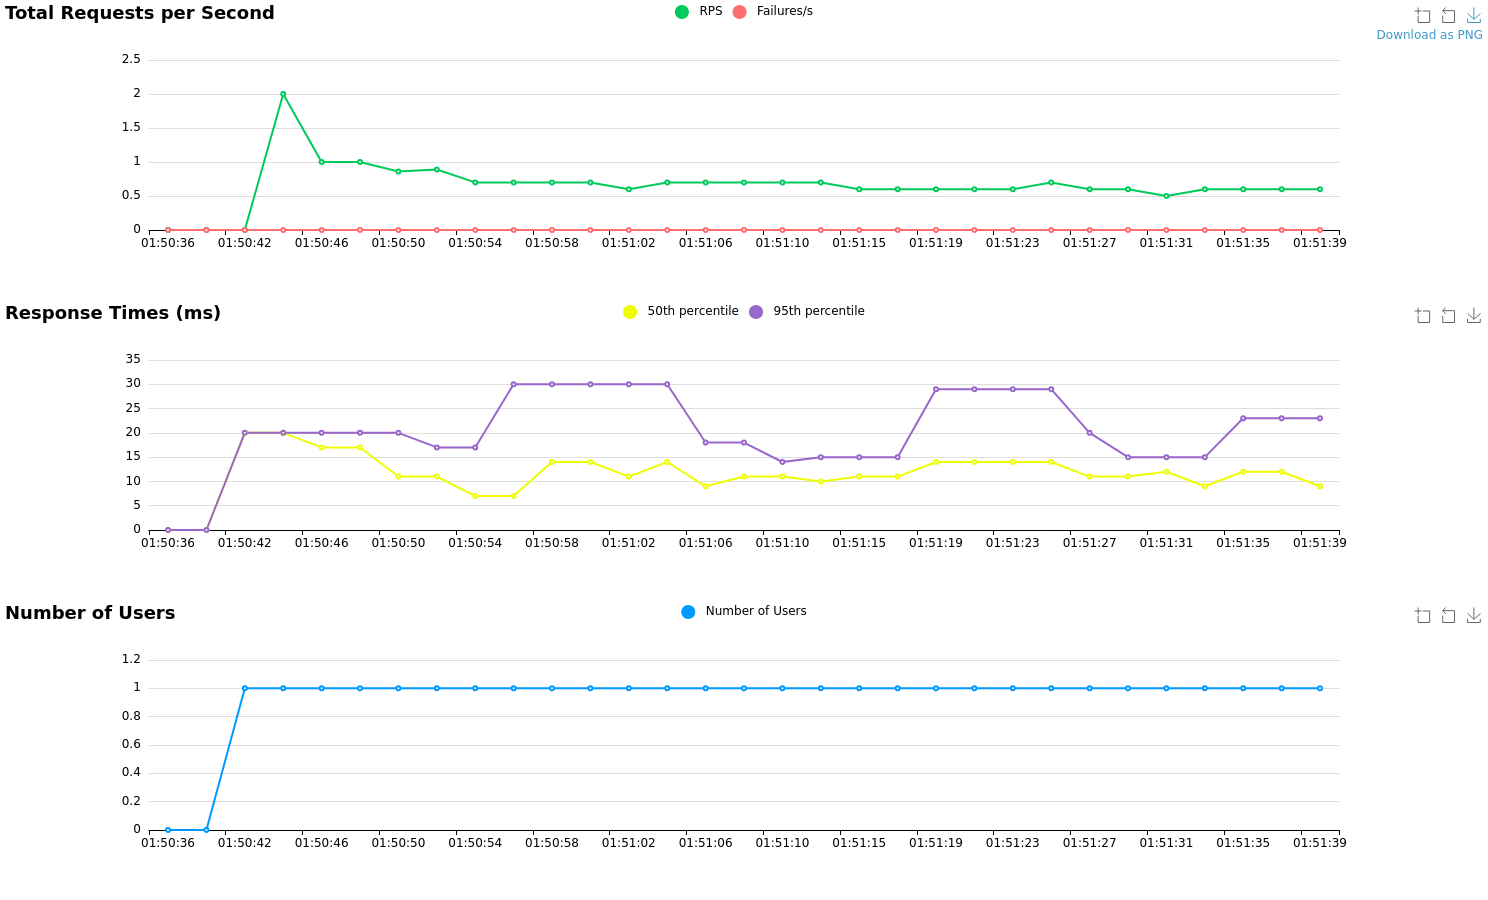 Total Requests per Second
RPS Failures/s
Download as PNG
2.5
2
1.5
1
0.5
0
01:50:36 01:50:42 01:50:46 01:50:50 01:50:54 01:50:58 01:51:02 01:51:06 01:51:10 01:51:15 01:51:19 01:51:23 01:51:27 01:51:31 01:51:35 01:51:39
Response Times (ms)
50th percentile 95th percentile
35
30
25
20
15
10
5
0
01:50:36 01:50:42 01:50:46 01:50:50 01:50:54 01:50:58 01:51:02 01:51:06 01:51:10 01:51:15 01:51:19 01:51:23 01:51:27 01:51:31 01:51:35 01:51:39
Number of Users
Number of Users
1.2
1
0.8
0.6
0.4
0.2
0
01:50:36 01:50:42 01:50:46 01:50:50 01:50:54 01:50:58 01:51:02 01:51:06 01:51:10 01:51:15 01:51:19 01:51:23 01:51:27 01:51:31 01:51:35 01:51:39